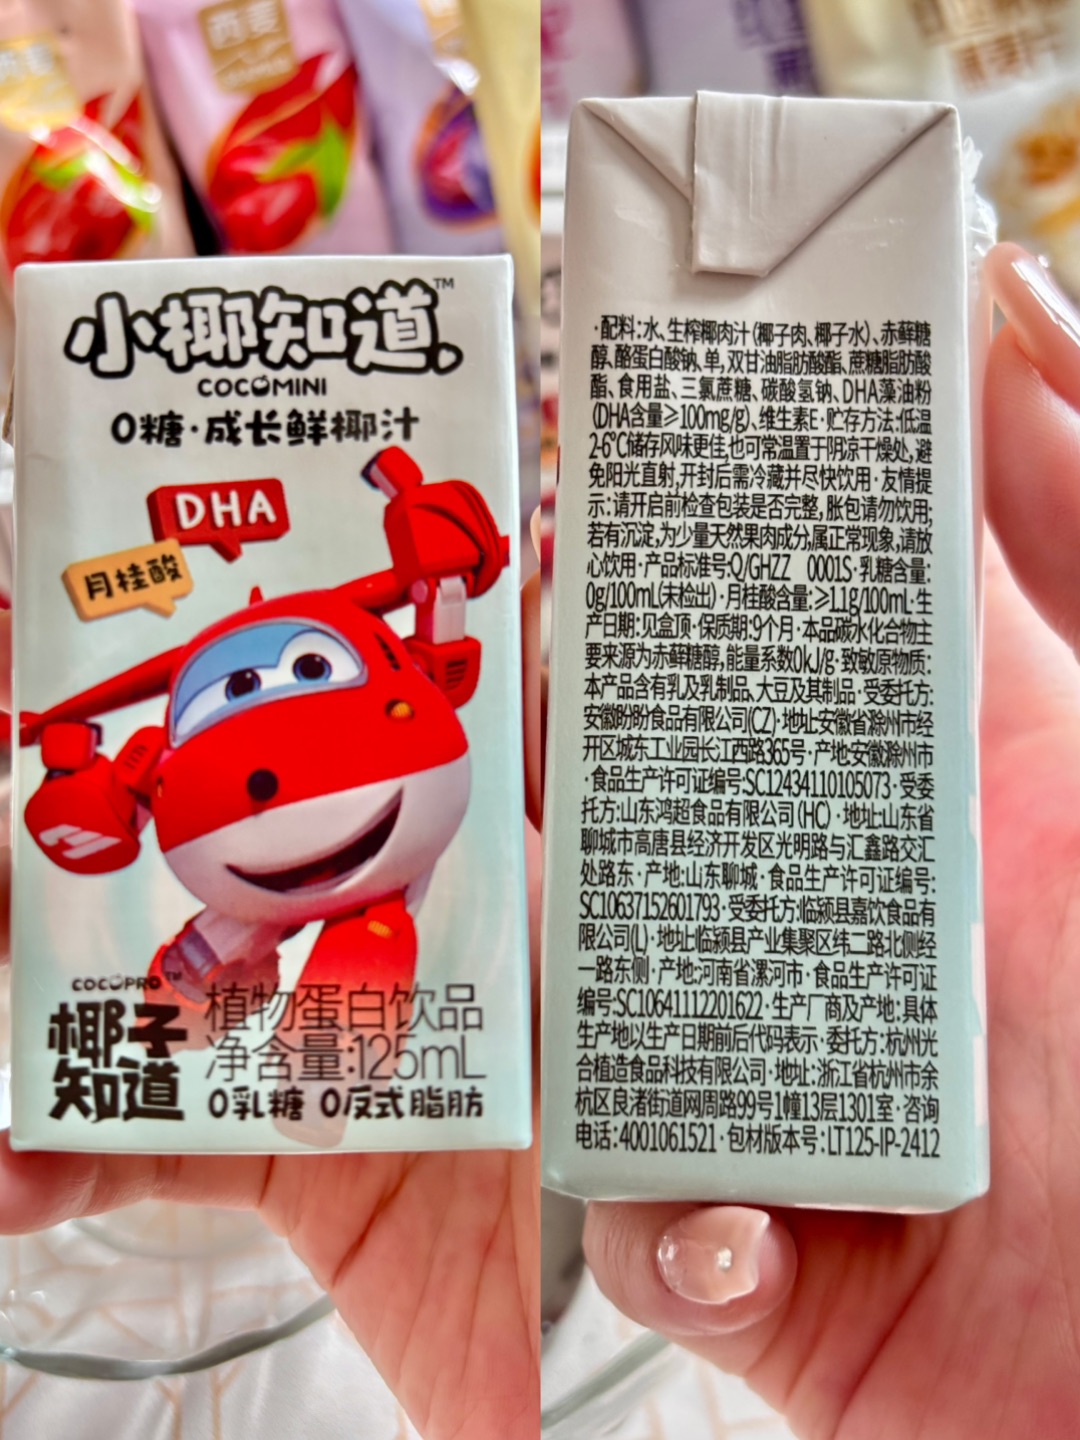 西麦
小椰知道
TM
COCOMINI
0糖·成长鲜椰汁
DHA
月桂酸
COCOPRO™
椰子
知道
植物蛋白饮品
净含量:125mL
0乳糖 0反式脂肪
·配料:水、生榨椰肉汁(椰子肉、椰子水)、赤藓糖
醇、酪蛋白酸钠、单,双甘油脂肪酸酯、蔗糖脂肪酸
酯、食用盐、三氯蔗糖、碳酸氢钠、DHA藻油粉
(DHA含量≥100mg/g)、维生素E·贮存方法:低温
2-6℃储存风味更佳,也可常温置于阴凉干燥处,避
免阳光直射,开封后需冷藏并尽快饮用·友情提
示:请开启前检查包装是否完整,胀包请勿饮用;
若有沉淀,为少量天然果肉成分,属正常现象,请放
心饮用·产品标准号:Q/GHZZ 0001S·乳糖含量:
0g/100mL(未检出)·月桂酸含量:≥1.1g/100mL·生
产日期:见盒顶·保质期:9个月·本品碳水化合物主
要来源为赤藓糖醇,能量系数0kJ/g·致敏原物质:
本产品含有乳及乳制品、大豆及其制品·受委托方:
安徽盼盼食品有限公司(CZ)·地址:安徽省滁州市经
开区城东工业园长江西路365号·产地:安徽滁州市
·食品生产许可证编号:SC12434110105073·受委
托方:山东鸿超食品有限公司(HC)·地址:山东省
聊城市高唐县经济开发区光明路与汇鑫路交汇
处路东·产地:山东聊城·食品生产许可证编号:
SC10637152601793·受委托方:临颍县嘉饮食品有
限公司(L)·地址:临颍县产业集聚区纬二路北侧经
一路东侧·产地:河南省漯河市·食品生产许可证
编号:SC10641112201622·生产厂商及产地:具体
生产地以生产日期前后代码表示·委托方:杭州光
合植造食品科技有限公司·地址:浙江省杭州市余
杭区良渚街道网周路99号1幢13层1301室·咨询
电话:4001061521·包材版本号:LT125-IP-2412